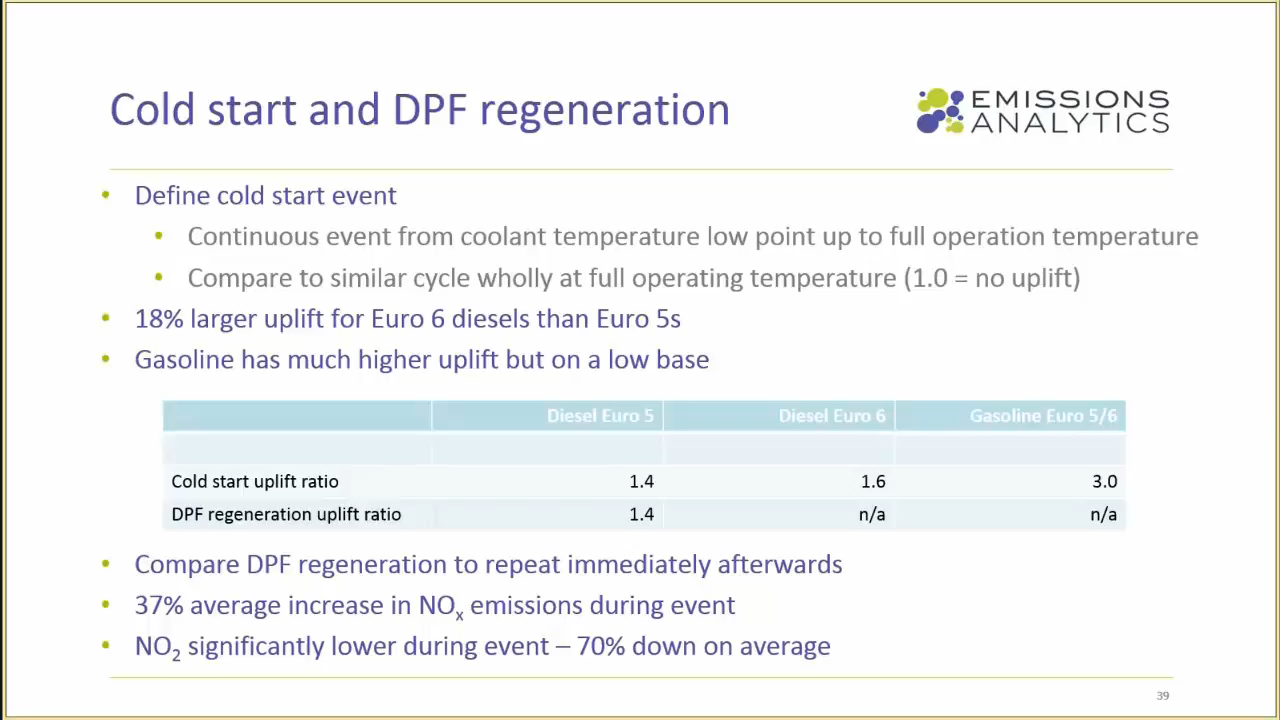 Cold start and DPF regeneration
EMISSIONS
ANALYTICS
• Define cold start event
• Continuous event from coolant temperature low point up to full operation temperature
• Compare to similar cycle wholly at full operating temperature (1.0 = no uplift)
• 18% larger uplift for Euro 6 diesels than Euro 5s
• Gasoline has much higher uplift but on a low base
Diesel Euro 5 Diesel Euro 6 Gasoline Euro 5/6
Cold start uplift ratio 1.4 1.6 3.0
DPF regeneration uplift ratio 1.4 n/a n/a
• Compare DPF regeneration to repeat immediately afterwards
• 37% average increase in NOx emissions during event
• NO2 significantly lower during event – 70% down on average
39